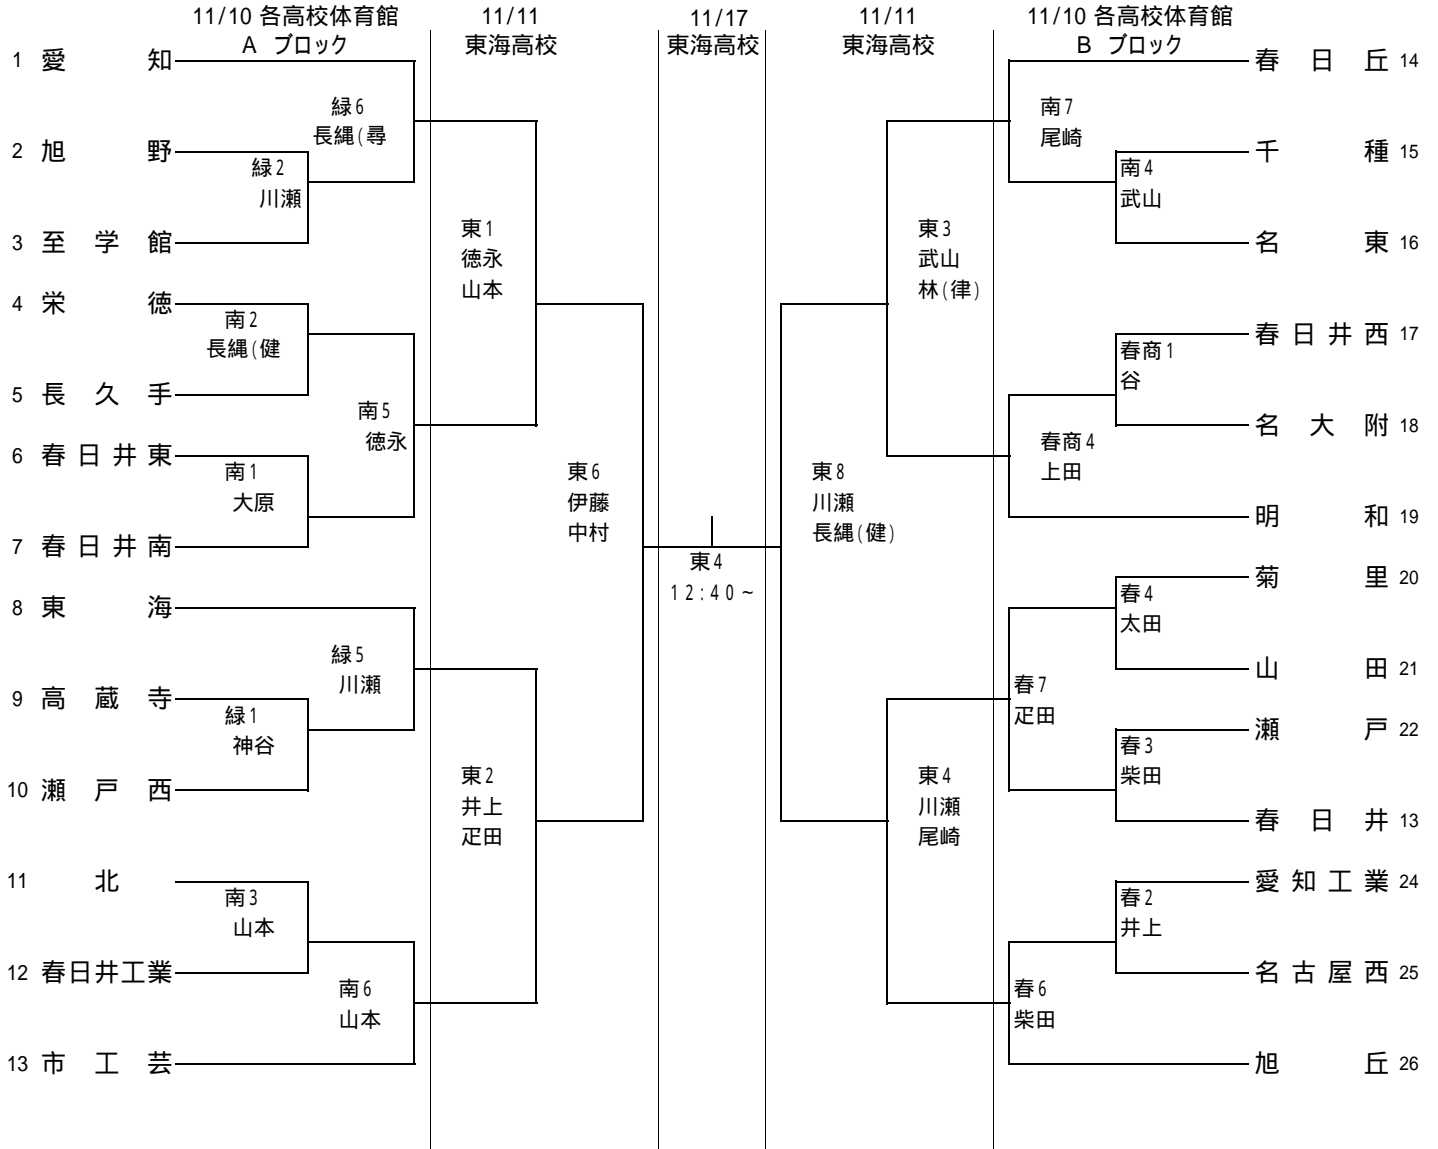 11/10 各高校体育館
A ブロック
11/11
東海高校
11/17
東海高校
11/11
東海高校
11/10 各高校体育館
B ブロック
1 愛知
2 旭野
3 至学館
4 栄徳
5 長久手
6 春日井東
7 春日井南
8 東海
9 高蔵寺
10 瀬戸西
11 北
12 春日井工業
13 市工芸
緑6
長縄(尋
緑2
川瀬
南2
長縄(健
南5
徳永
南1
大原
緑5
川瀬
緑1
神谷
南3
山本
南6
山本
東1
徳永
山本
東2
井上
疋田
東6
伊藤
中村
東4
12:40~
東8
川瀬
長縄(健)
東3
武山
林(律)
東4
川瀬
尾崎
南7
尾崎
南4
武山
春商1
谷
春商4
上田
春4
太田
春7
疋田
春3
柴田
春2
井上
春6
柴田
春日丘 14
千種 15
名東 16
春日井西 17
名大附 18
明和 19
菊里 20
山田 21
瀬戸 22
春日井 13
愛知工業 24
名古屋西 25
旭丘 26